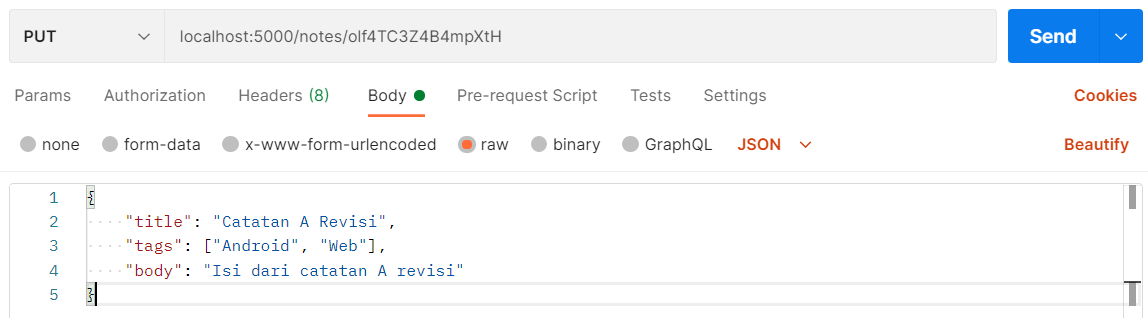 PUT localhost:5000/notes/olf4TC3Z4B4mpXtH Send
Params Authorization Headers (8) Body Pre-request Script Tests Settings Cookies
none form-data x-www-form-urlencoded raw binary GraphQL JSON Beautify
1 {
2 "title": "Catatan A Revisi",
3 "tags": ["Android", "Web"],
4 "body": "Isi dari catatan A revisi"
5 }